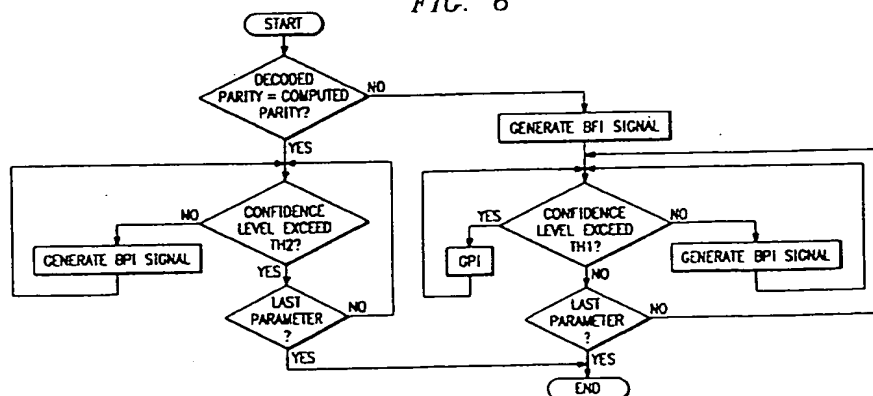 FIG. 6
START
DECODED
PARITY = COMPUTED
PARITY?
NO
YES
GENERATE BFI SIGNAL
NO
CONFIDENCE
LEVEL EXCEED
TH2?
YES
GENERATE BPI SIGNAL
LAST
PARAMETER
?
NO
YES
YES
CONFIDENCE
LEVEL EXCEED
TH1?
NO
GPI
NO
GENERATE BPI SIGNAL
LAST
PARAMETER
?
NO
YES
END